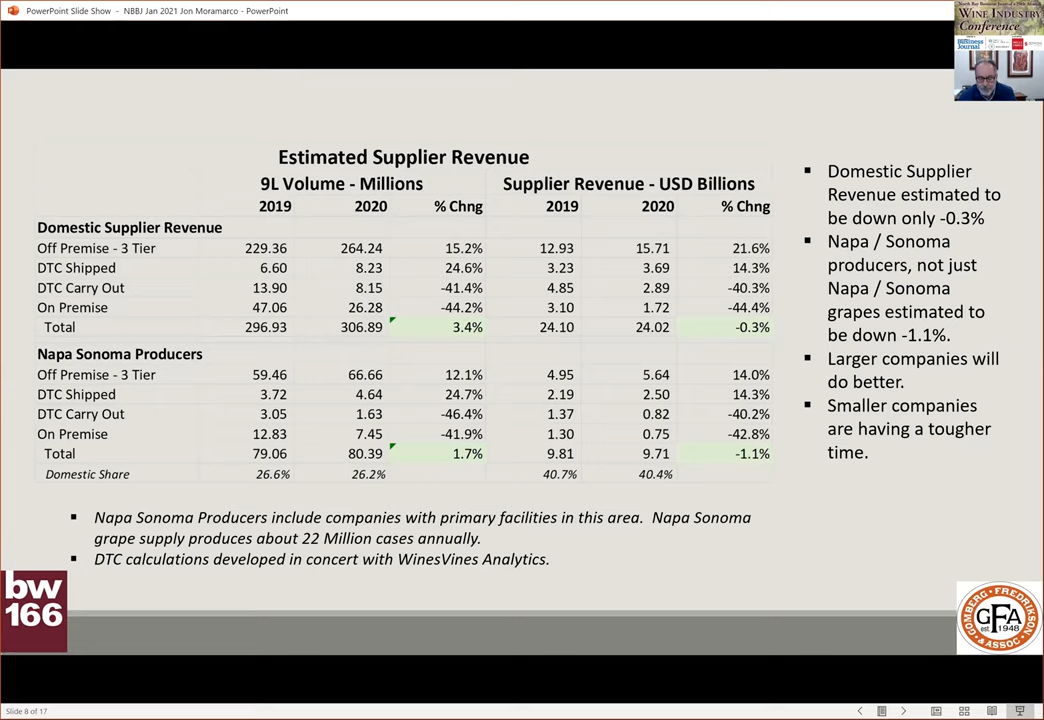 PowerPoint Slide Show - NBBJ Jan 2021 Jon Moramarco - PowerPoint
WINE INDUSTRY
Conference
BUSINESS
JOURNAL
Estimated Supplier Revenue
9L Volume - Millions Supplier Revenue - USD Billions
2019 2020 % Chng 2019 2020 % Chng
Domestic Supplier Revenue
Off Premise - 3 Tier 229.36 264.24 15.2% 12.93 15.71 21.6%
DTC Shipped 6.60 8.23 24.6% 3.23 3.69 14.3%
DTC Carry Out 13.90 8.15 -41.4% 4.85 2.89 -40.3%
On Premise 47.06 26.28 -44.2% 3.10 1.72 -44.4%
Total 296.93 306.89 3.4% 24.10 24.02 -0.3%
Napa Sonoma Producers
Off Premise - 3 Tier 59.46 66.66 12.1% 4.95 5.64 14.0%
DTC Shipped 3.72 4.64 24.7% 2.19 2.50 14.3%
DTC Carry Out 3.05 1.63 -46.4% 1.37 0.82 -40.2%
On Premise 12.83 7.45 -41.9% 1.30 0.75 -42.8%
Total 79.06 80.39 1.7% 9.81 9.71 -1.1%
Domestic Share 26.6% 26.2% 40.7% 40.4%
▪ Domestic Supplier
Revenue estimated to
be down only -0.3%
▪ Napa / Sonoma
producers, not just
Napa / Sonoma
grapes estimated to
be down -1.1%.
▪ Larger companies will
do better.
▪ Smaller companies
are having a tougher
time.
▪ Napa Sonoma Producers include companies with primary facilities in this area. Napa Sonoma
grape supply produces about 22 Million cases annually.
▪ DTC calculations developed in concert with WinesVines Analytics.
bw
166
GOMBERG · FREDRIKSON
GFA
est. 1948
& ASSOC.
Slide 8 of 17